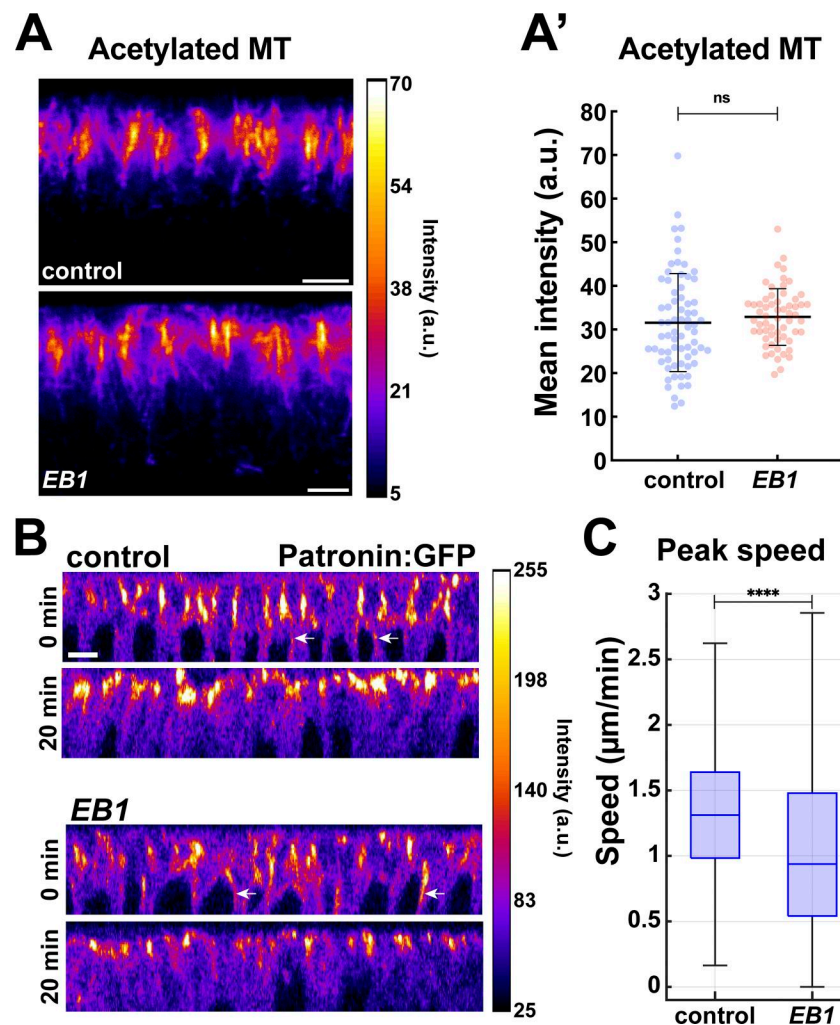 A
Acetylated MT
control
EB1
70
54
38
21
5
Intensity (a.u.)
A'
Acetylated MT
ns
Mean intensity (a.u.)
80
70
60
50
40
30
20
10
0
control
EB1
B
control
Patronin:GFP
0 min
20 min
EB1
0 min
20 min
255
198
140
83
25
Intensity (a.u.)
C
Peak speed
****
Speed (μm/min)
3
2.5
2
1.5
1
0.5
0
control
EB1